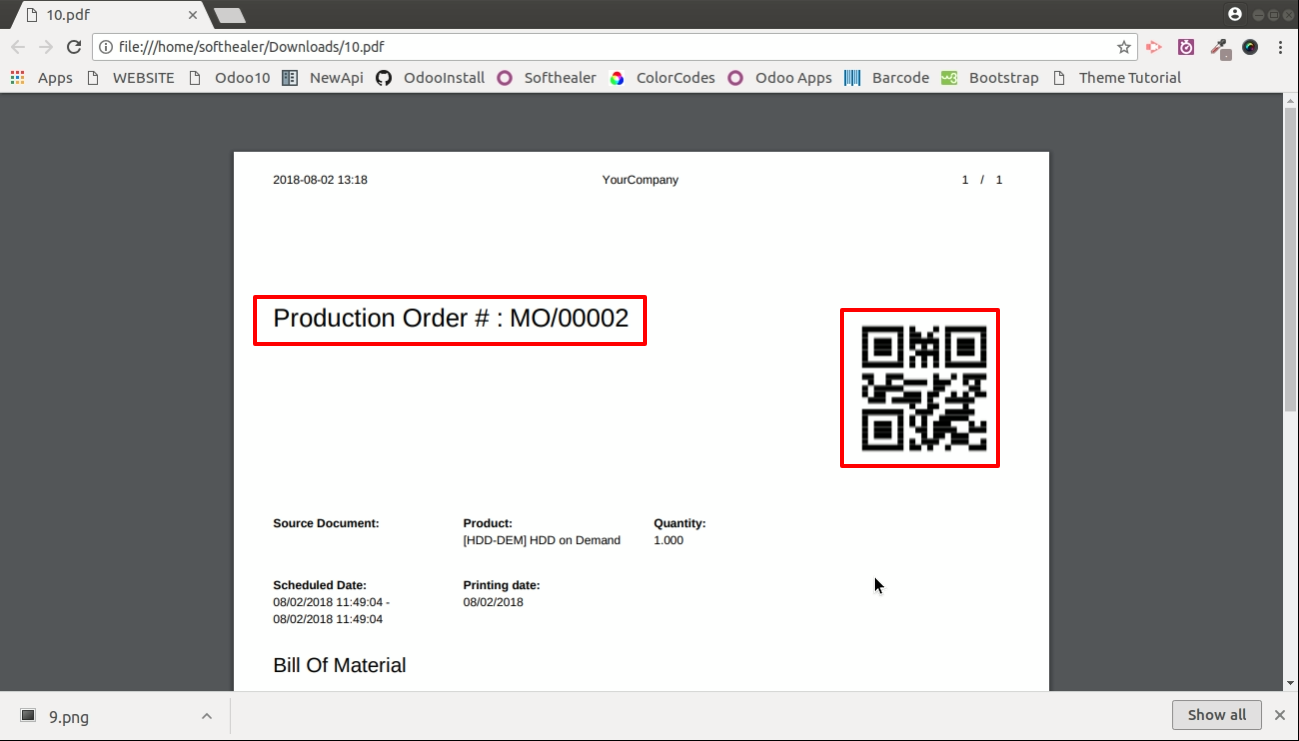 10.pdf
file:///home/softhealer/Downloads/10.pdf
Apps WEBSITE Odoo10 NewApi OdooInstall Softhealer ColorCodes Odoo Apps Barcode Bootstrap Theme Tutorial
2018-08-02 13:18 YourCompany 1 / 1
Production Order # : MO/00002
Source Document: Product: Quantity:
[HDD-DEM] HDD on Demand 1.000
Scheduled Date: Printing date:
08/02/2018 11:49:04 - 08/02/2018
08/02/2018 11:49:04
Bill Of Material
9.png Show all